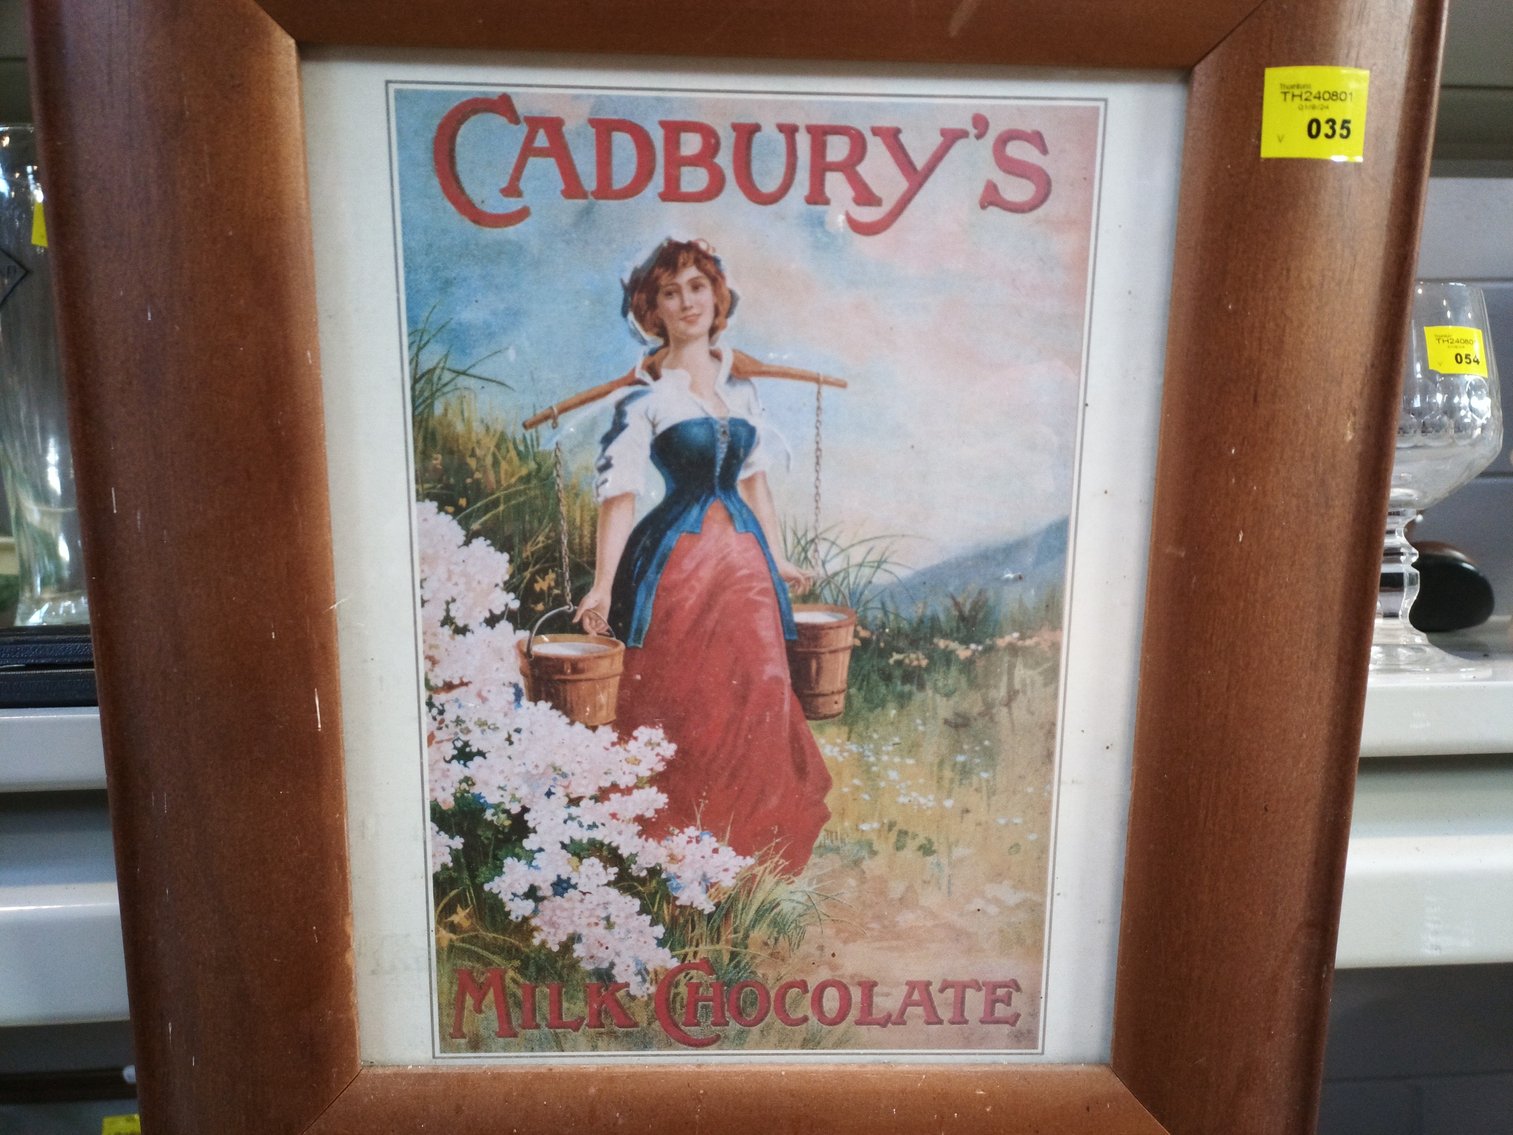 CADBURY'S
MILK CHOCOLATE
TH240801
V 035
TH24080
054